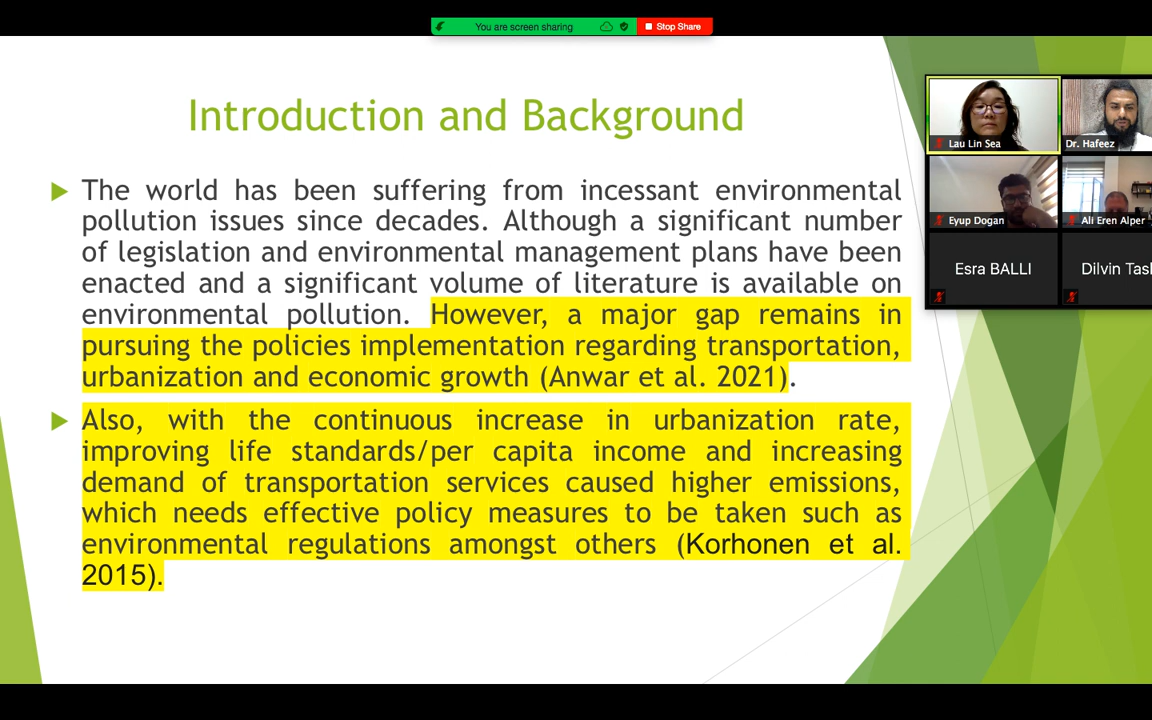 You are screen sharing
Stop Share
Introduction and Background
The world has been suffering from incessant environmental
pollution issues since decades. Although a significant number
of legislation and environmental management plans have been
enacted and a significant volume of literature is available on
environmental pollution. However, a major gap remains in
pursuing the policies implementation regarding transportation,
urbanization and economic growth (Anwar et al. 2021).
Also, with the continuous increase in urbanization rate,
improving life standards/per capita income and increasing
demand of transportation services caused higher emissions,
which needs effective policy measures to be taken such as
environmental regulations amongst others (Korhonen et al.
2015).
Lau Lin Sea
Dr. Hafeez
Eyup Dogan
Ali Eren Alper
Esra BALLI
Dilvin